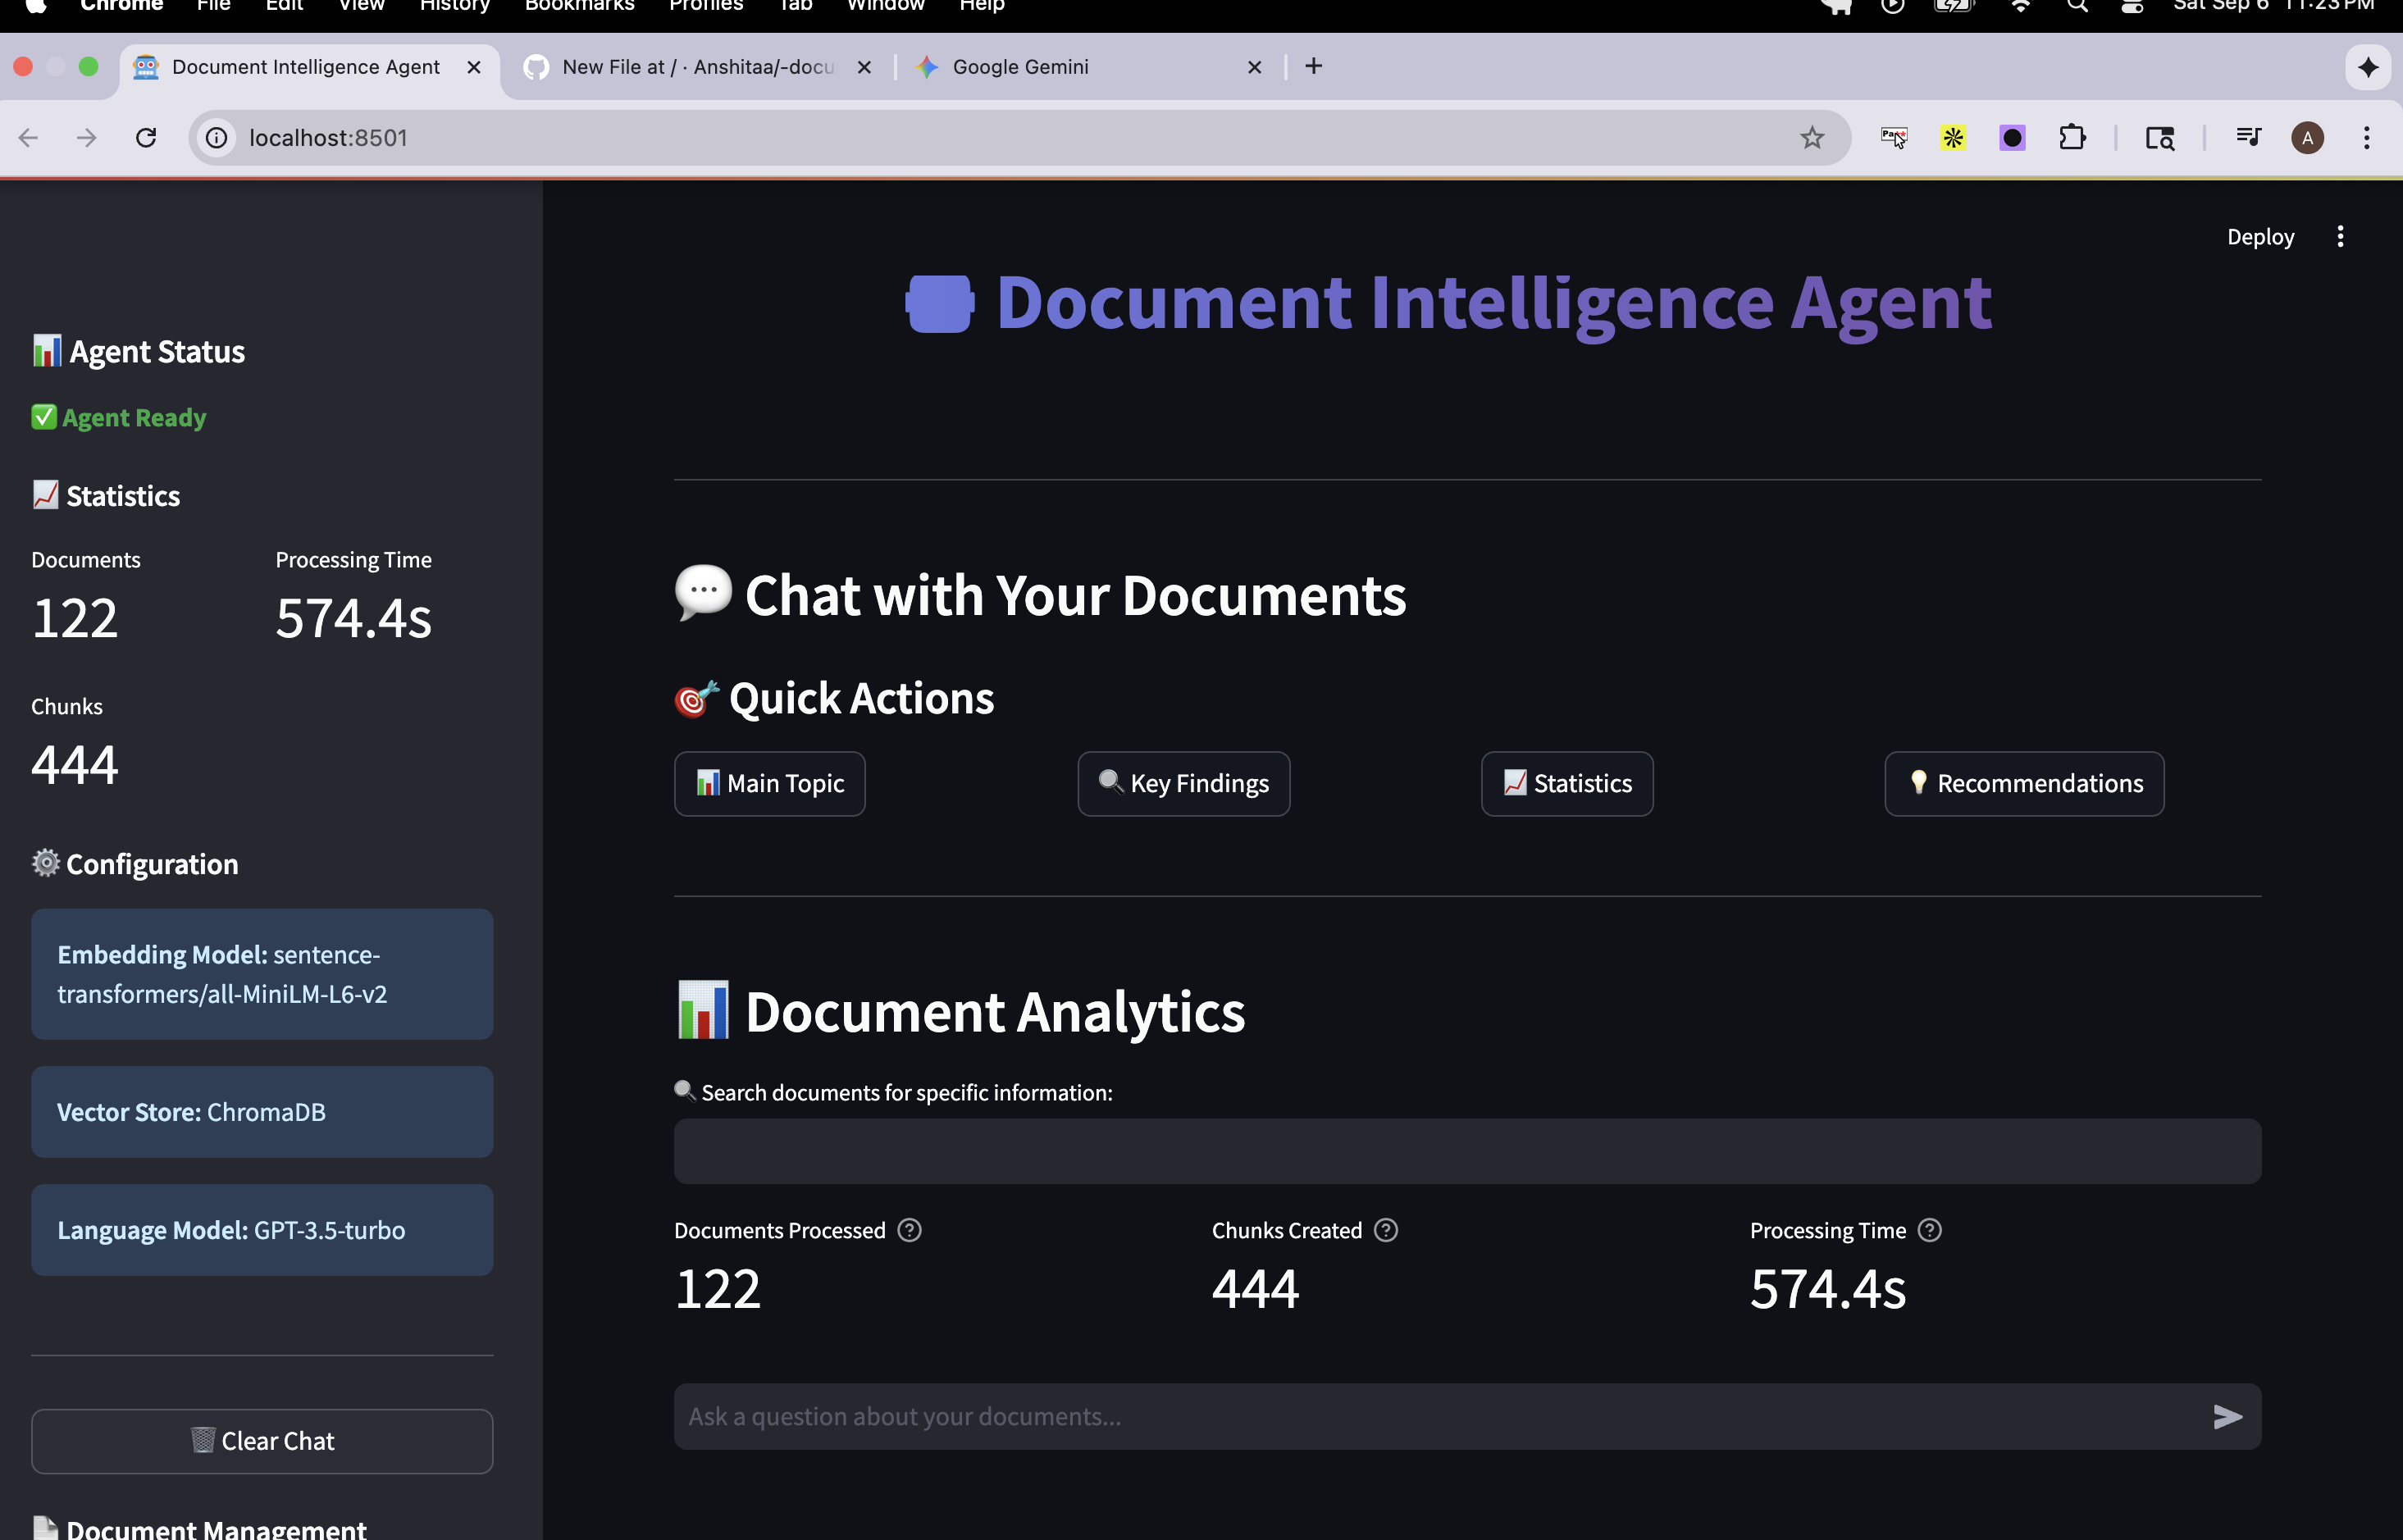 Chrome File Edit View History Bookmarks Profiles Tab Window Help Sat Sep 6 11:23 PM
Document Intelligence Agent New File at / · Anshitaa/-docu Google Gemini
localhost:8501 A
Deploy
Document Intelligence Agent
📊 Agent Status
✅ Agent Ready
📈 Statistics
Documents Processing Time
122 574.4s
Chunks
444
⚙️ Configuration
Embedding Model: sentence-
transformers/all-MiniLM-L6-v2
Vector Store: ChromaDB
Language Model: GPT-3.5-turbo
🗑️ Clear Chat
📄 Document Management
💬 Chat with Your Documents
🎯 Quick Actions
📊 Main Topic 🔍 Key Findings 📈 Statistics 💡 Recommendations
📊 Document Analytics
🔍 Search documents for specific information:
Documents Processed Chunks Created Processing Time
122 444 574.4s
Ask a question about your documents...